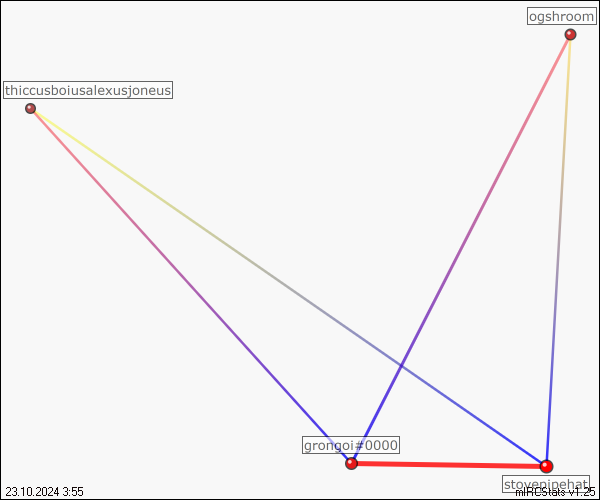 ogshroom
thiccusboiusalexusjoneus
grongoi#0000
stovepipehat
23.10.2024 3:55
mIRCStats v1.25